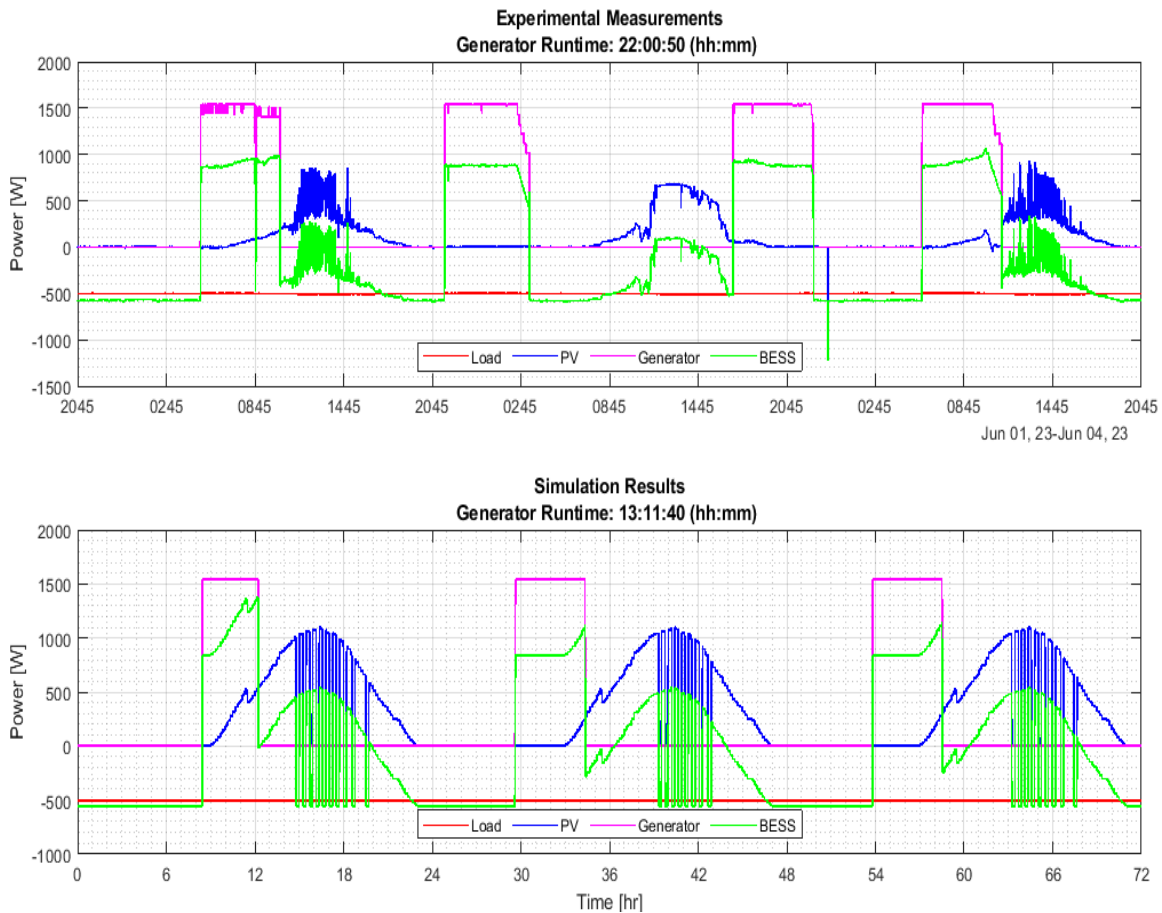 Experimental Measurements
Generator Runtime: 22:00:50 (hh:mm)
2000
1500
1000
500
0
-500
-1000
-1500
Power [W]
Load PV Generator BESS
2045 0245 0845 1445 2045 0245 0845 1445 2045 0245 0845 1445 2045
Jun 01, 23-Jun 04, 23
Simulation Results
Generator Runtime: 13:11:40 (hh:mm)
2000
1500
1000
500
0
-500
-1000
Power [W]
Load PV Generator BESS
0 6 12 18 24 30 36 42 48 54 60 66 72
Time [hr]